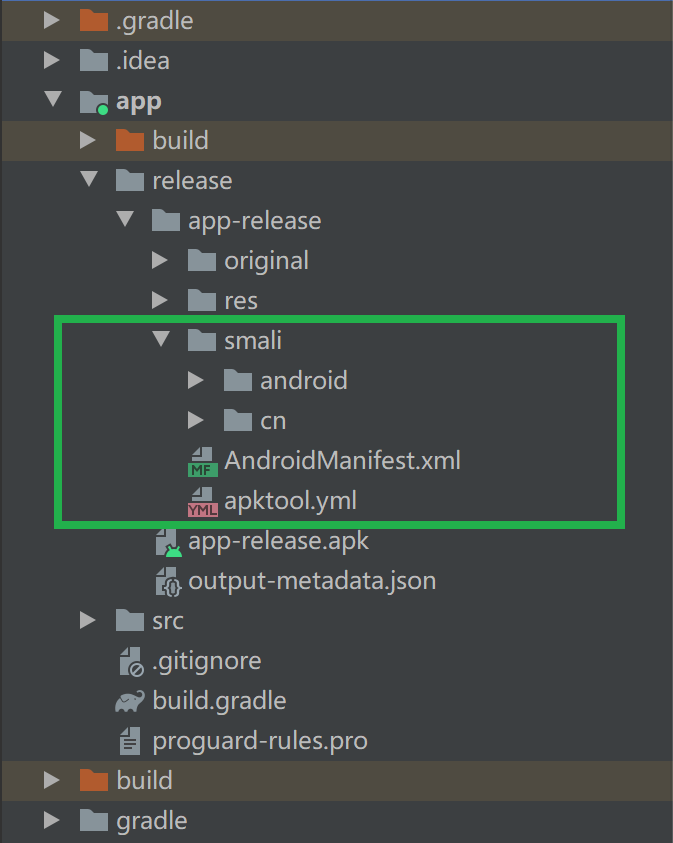 .gradle
.idea
app
build
release
app-release
original
res
smali
android
cn
MF AndroidManifest.xml
YML apktool.yml
app-release.apk
output-metadata.json
src
.gitignore
build.gradle
proguard-rules.pro
build
gradle